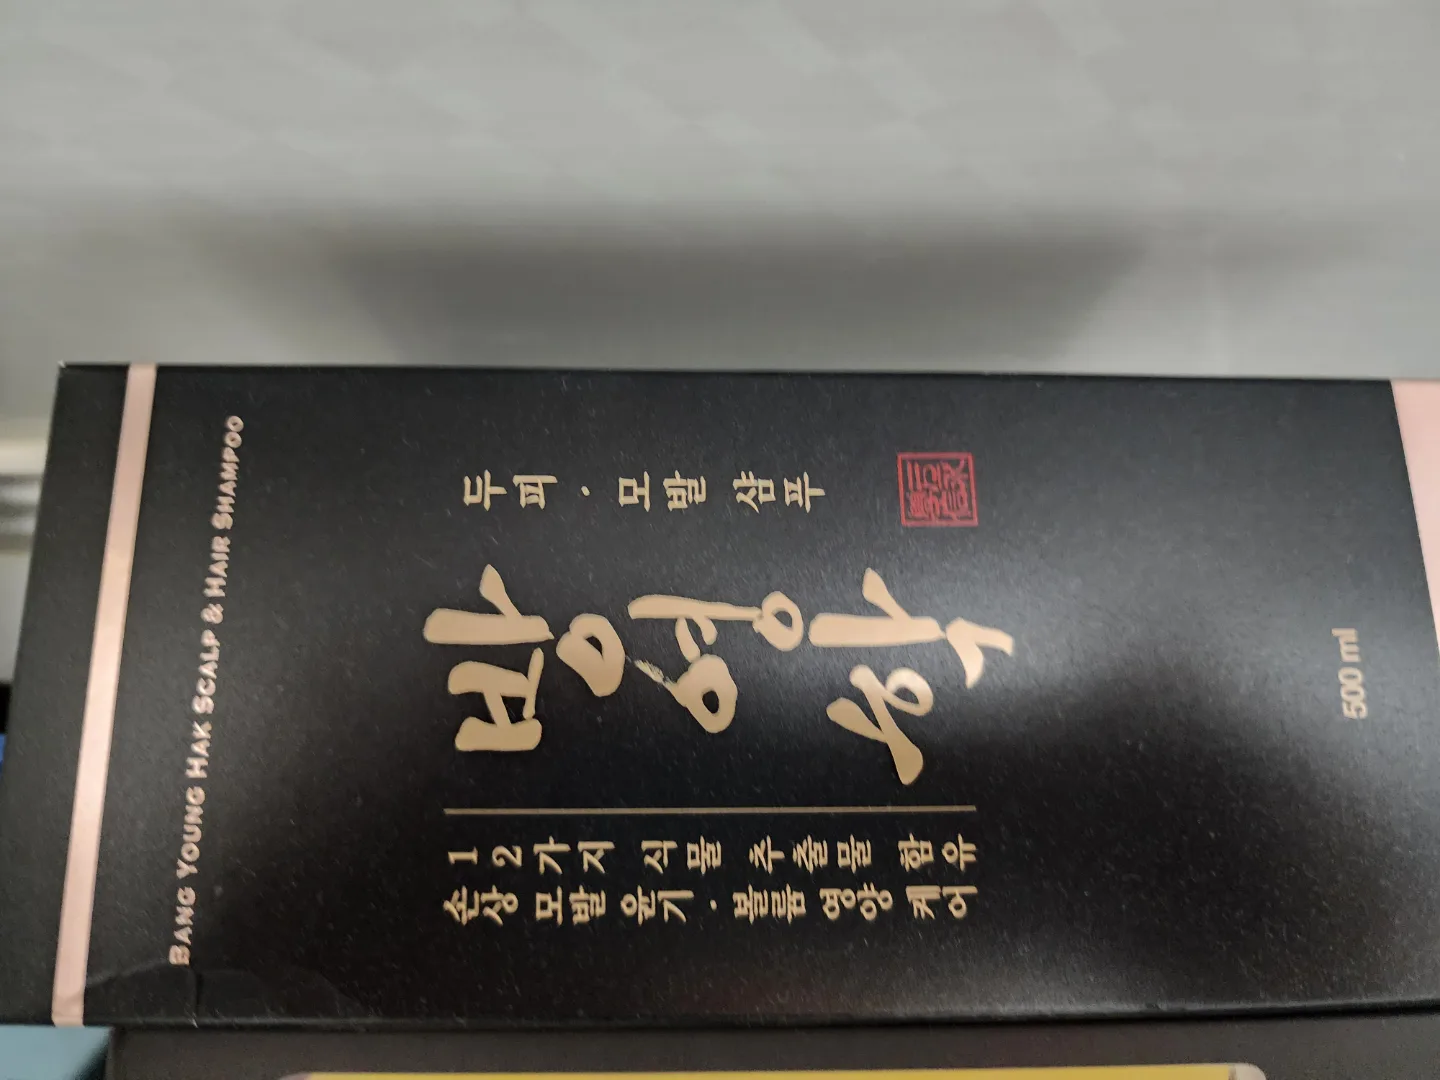 BANG YOUNG HAK SCALP & HAIR SHAMPOO
두피 · 모발 샴푸
방영학
12가지 식물 추출물 함유
손상 모발 윤기 · 볼륨 영양 케어
500 ml